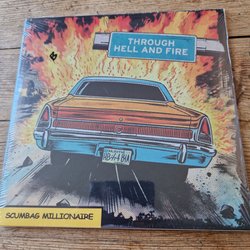 THROUGH
HELL AND FIRE
SCUMBAG MILLIONAIRE